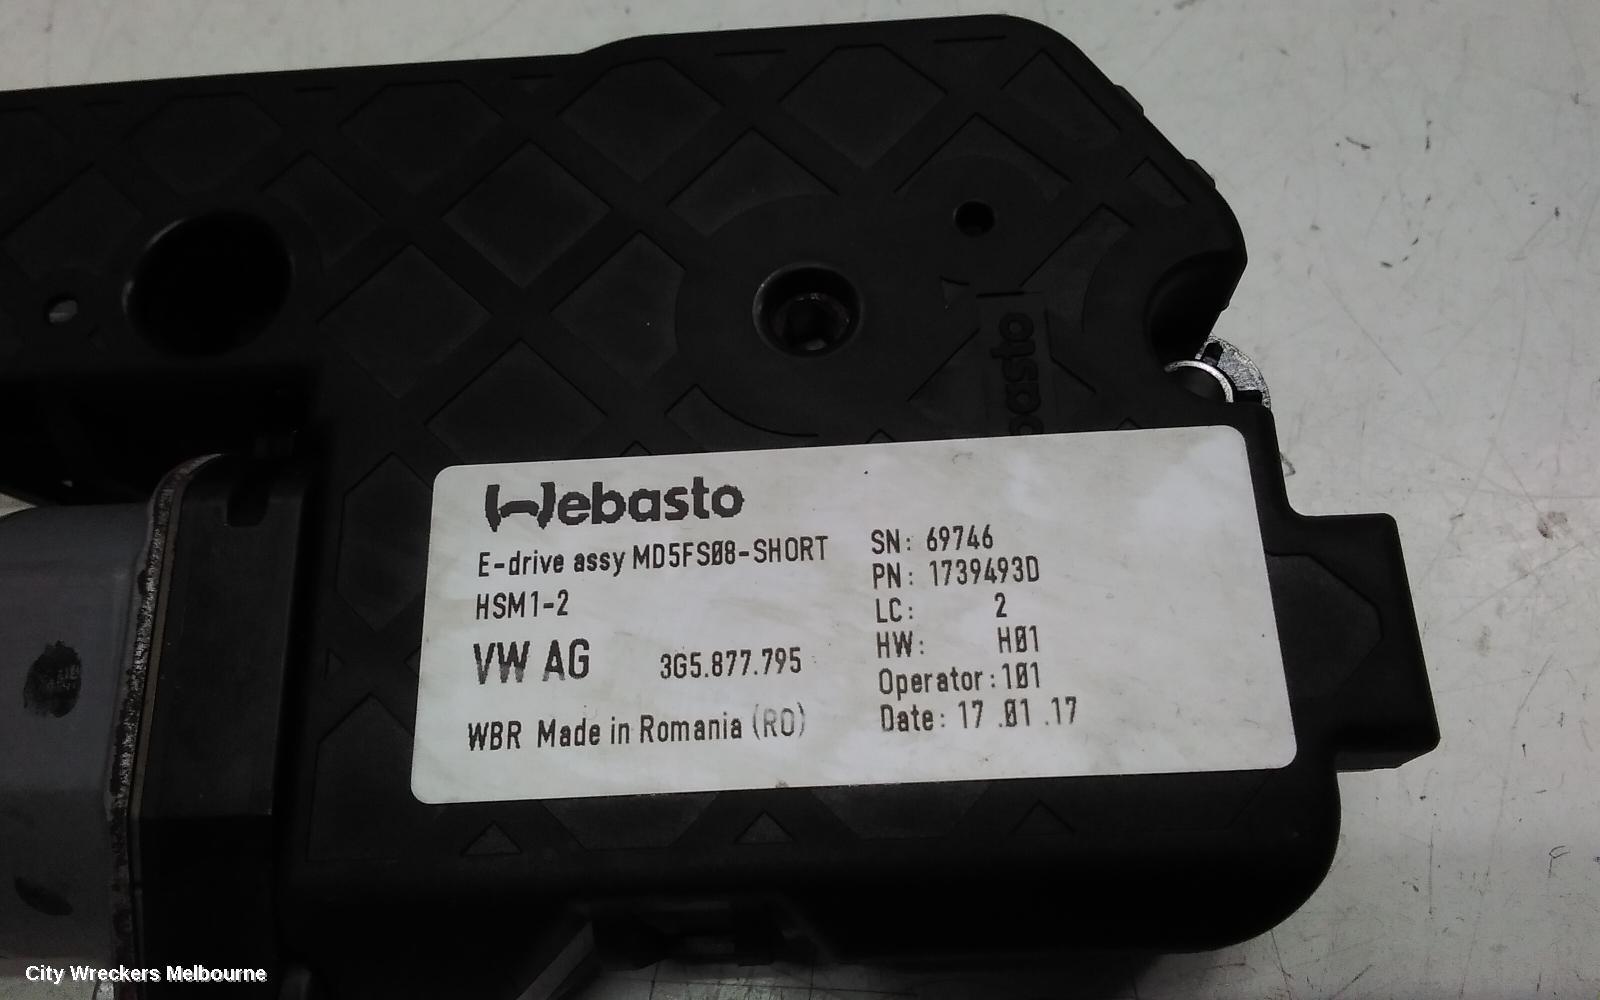 basto
Webasto
E-drive assy MD5FS08-SHORT
HSM1-2
VW AG 3G5.877.795
WBR Made in Romania (RO)
SN: 69746
PN: 1739493D
LC: 2
HW: H01
Operator: 101
Date: 17 .01 .17
City Wreckers Melbourne